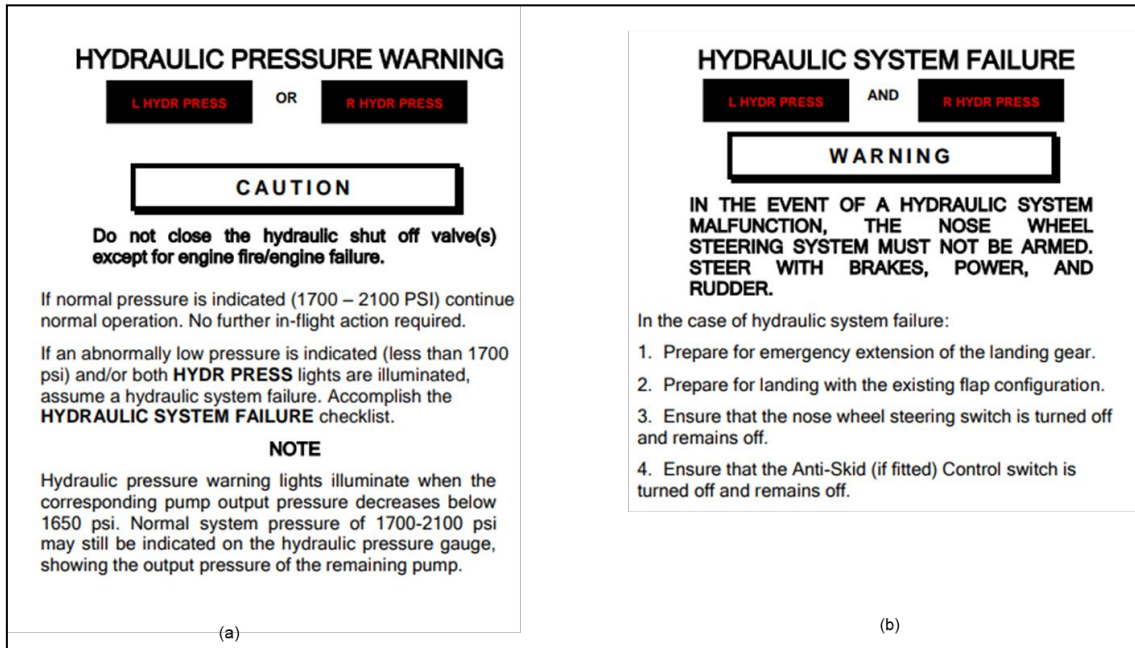 HYDRAULIC PRESSURE WARNING
L HYDR PRESS OR R HYDR PRESS
CAUTION
Do not close the hydraulic shut off valve(s)
except for engine fire/engine failure.
If normal pressure is indicated (1700 – 2100 PSI) continue
normal operation. No further in-flight action required.
If an abnormally low pressure is indicated (less than 1700
psi) and/or both HYDR PRESS lights are illuminated,
assume a hydraulic system failure. Accomplish the
HYDRAULIC SYSTEM FAILURE checklist.
NOTE
Hydraulic pressure warning lights illuminate when the
corresponding pump output pressure decreases below
1650 psi. Normal system pressure of 1700-2100 psi
may still be indicated on the hydraulic pressure gauge,
showing the output pressure of the remaining pump.
(a)
HYDRAULIC SYSTEM FAILURE
L HYDR PRESS AND R HYDR PRESS
WARNING
IN THE EVENT OF A HYDRAULIC SYSTEM
MALFUNCTION, THE NOSE WHEEL
STEERING SYSTEM MUST NOT BE ARMED.
STEER WITH BRAKES, POWER, AND
RUDDER.
In the case of hydraulic system failure:
1. Prepare for emergency extension of the landing gear.
2. Prepare for landing with the existing flap configuration.
3. Ensure that the nose wheel steering switch is turned off
and remains off.
4. Ensure that the Anti-Skid (if fitted) Control switch is
turned off and remains off.
(b)